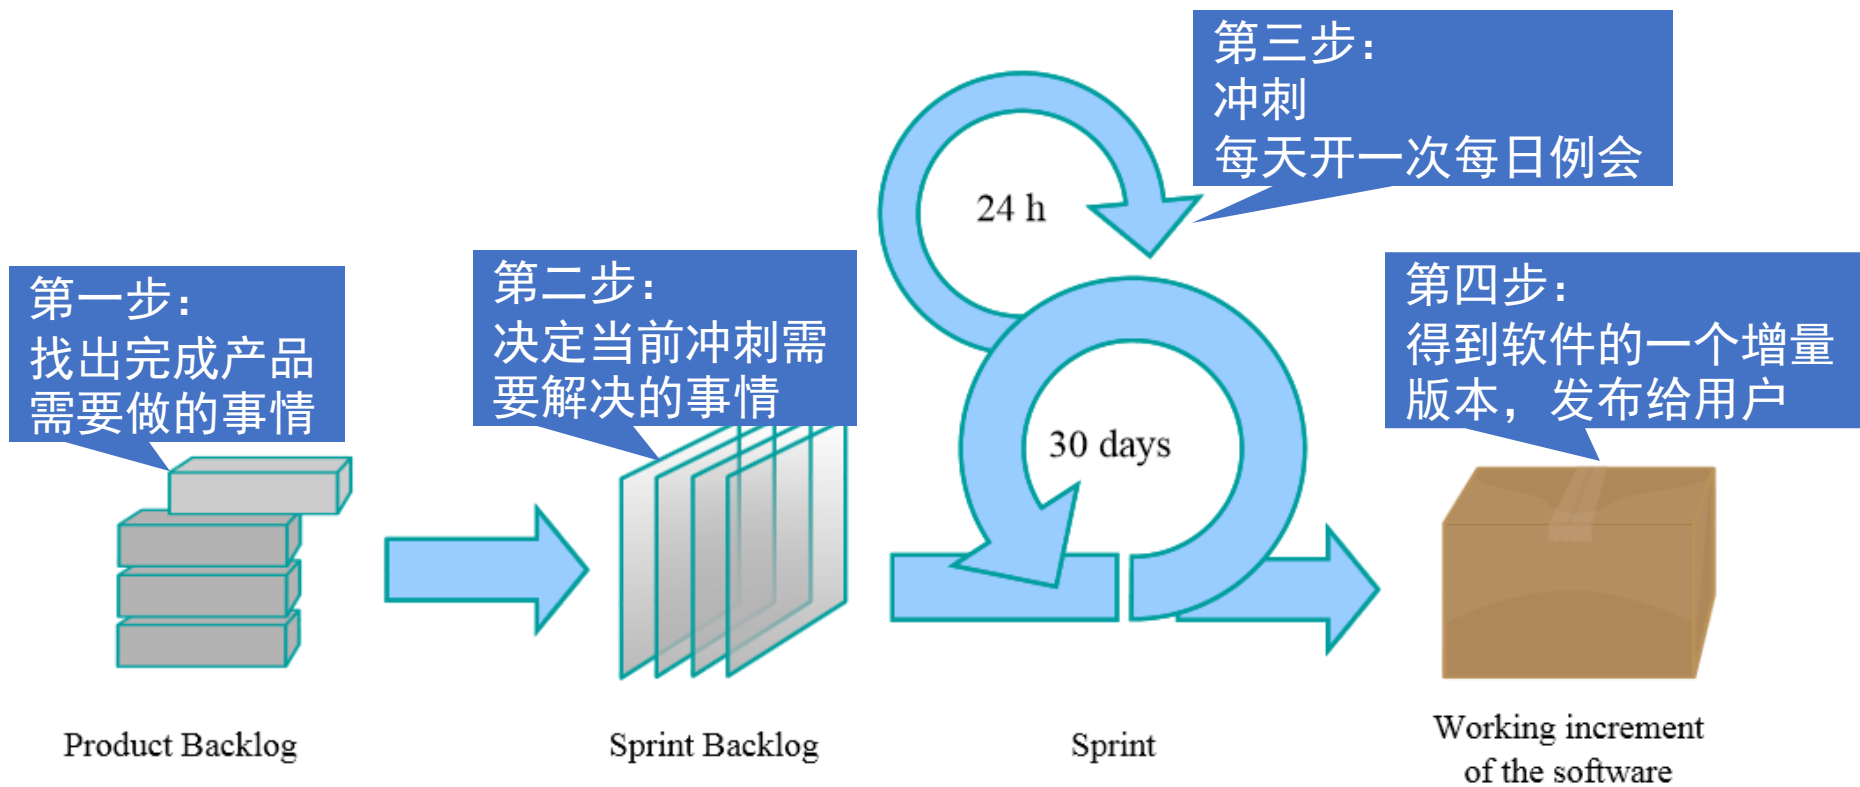 第一步：
找出完成产品
需要做的事情
第二步：
决定当前冲刺需
要解决的事情
第三步：
冲刺
每天开一次每日例会
24 h
30 days
第四步：
得到软件的一个增量
版本，发布给用户
Product Backlog
Sprint Backlog
Sprint
Working increment
of the software